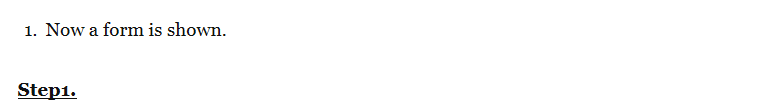 1. Now a form is shown.
Step1.